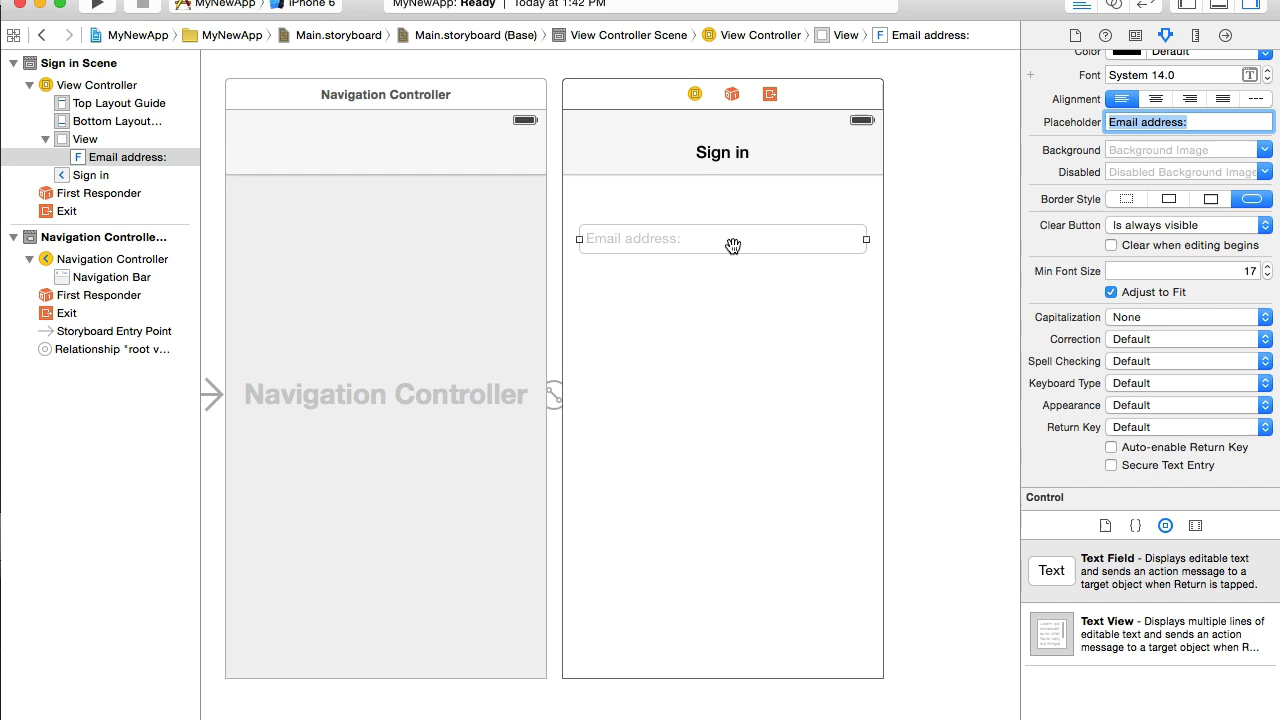 MyNewApp iPhone 6
MyNewApp: Ready | Today at 1:42 PM
MyNewApp MyNewApp Main.storyboard Main.storyboard (Base) View Controller Scene View Controller View F Email address:
Sign in Scene
View Controller
Top Layout Guide
Bottom Layout...
View
F Email address:
Sign in
First Responder
Exit
Navigation Controlle...
Navigation Controller
Navigation Bar
First Responder
Exit
Storyboard Entry Point
Relationship "root v...
Navigation Controller
Navigation Controller
Sign in
Email address:
Color Default
Font System 14.0 T
Alignment
Placeholder Email address:
Background Background Image
Disabled Disabled Background Image
Border Style
Clear Button Is always visible
Clear when editing begins
Min Font Size 17
Adjust to Fit
Capitalization None
Correction Default
Spell Checking Default
Keyboard Type Default
Appearance Default
Return Key Default
Auto-enable Return Key
Secure Text Entry
Control
Text
Text Field - Displays editable text
and sends an action message to a
target object when Return is tapped.
Text View - Displays multiple lines of
editable text and sends an action
message to a target object when R...